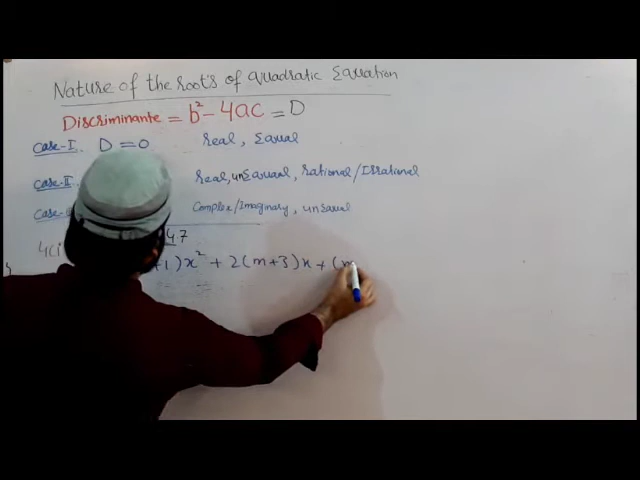 Nature of the roots of quadratic Equation
Discriminante = b² - 4ac = D
Case-I. D = 0 real, Equal
Case-II. real, unEqual, rational/Irrational
Case Complex/Imaginary, unEqual
47
+1)x² + 2(m+3)x + (m